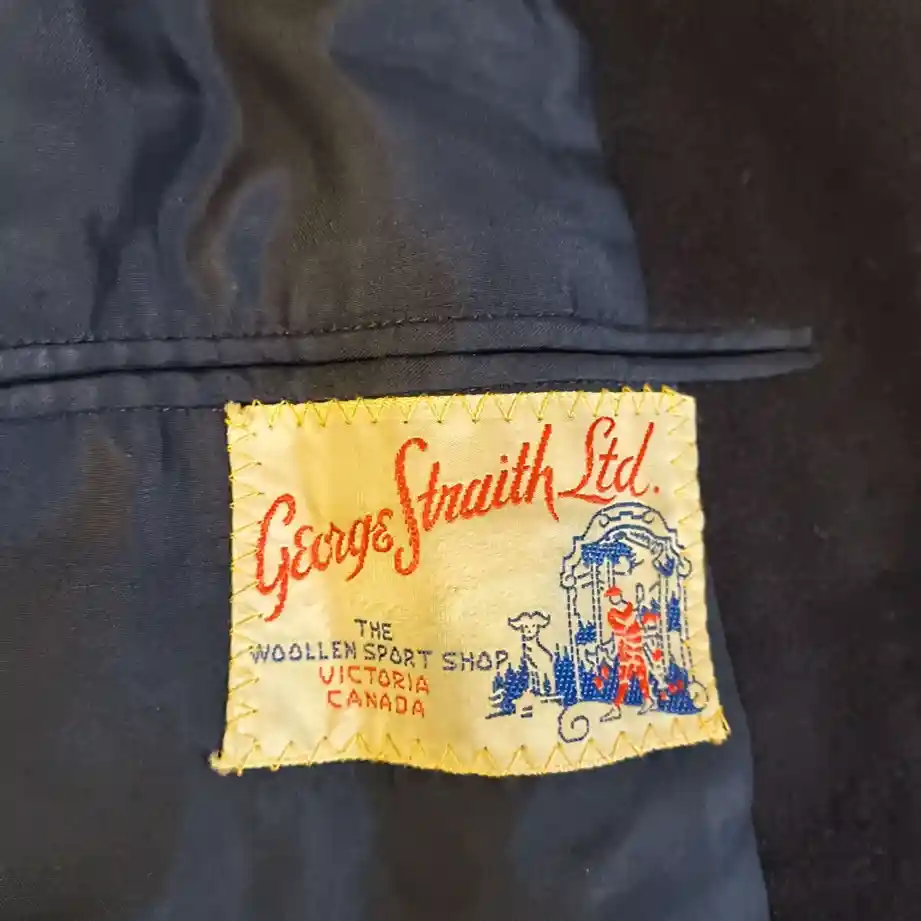 George Straith Ltd.
THE
WOOLLEN SPORT SHOP
VICTORIA
CANADA